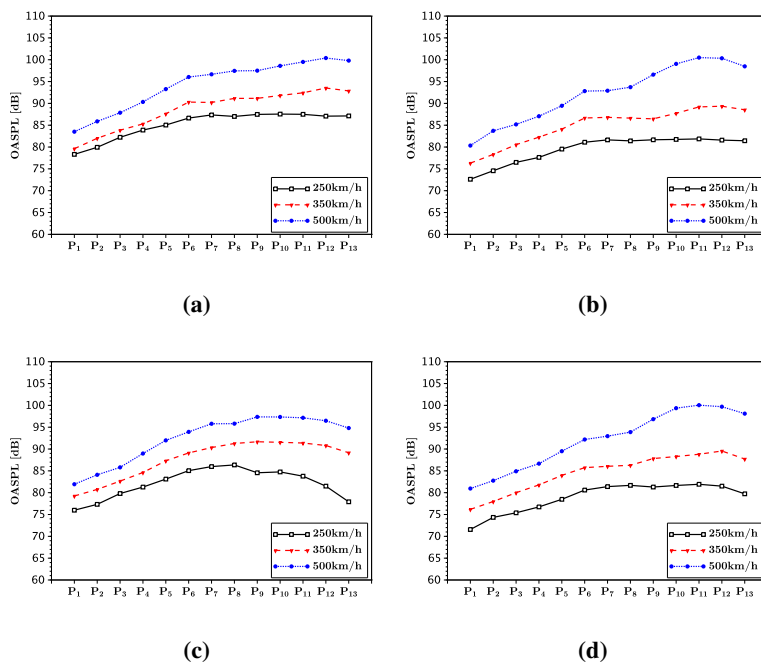 110
105
100
95
90
85
80
75
70
65
60
OASPL [dB]
250km/h
350km/h
500km/h
P₁ P₂ P₃ P₄ P₅ P₆ P₇ P₈ P₉ P₁₀ P₁₁ P₁₂ P₁₃
(a)
110
105
100
95
90
85
80
75
70
65
60
OASPL [dB]
250km/h
350km/h
500km/h
P₁ P₂ P₃ P₄ P₅ P₆ P₇ P₈ P₉ P₁₀ P₁₁ P₁₂ P₁₃
(b)
110
105
100
95
90
85
80
75
70
65
60
OASPL [dB]
250km/h
350km/h
500km/h
P₁ P₂ P₃ P₄ P₅ P₆ P₇ P₈ P₉ P₁₀ P₁₁ P₁₂ P₁₃
(c)
110
105
100
95
90
85
80
75
70
65
60
OASPL [dB]
250km/h
350km/h
500km/h
P₁ P₂ P₃ P₄ P₅ P₆ P₇ P₈ P₉ P₁₀ P₁₁ P₁₂ P₁₃
(d)